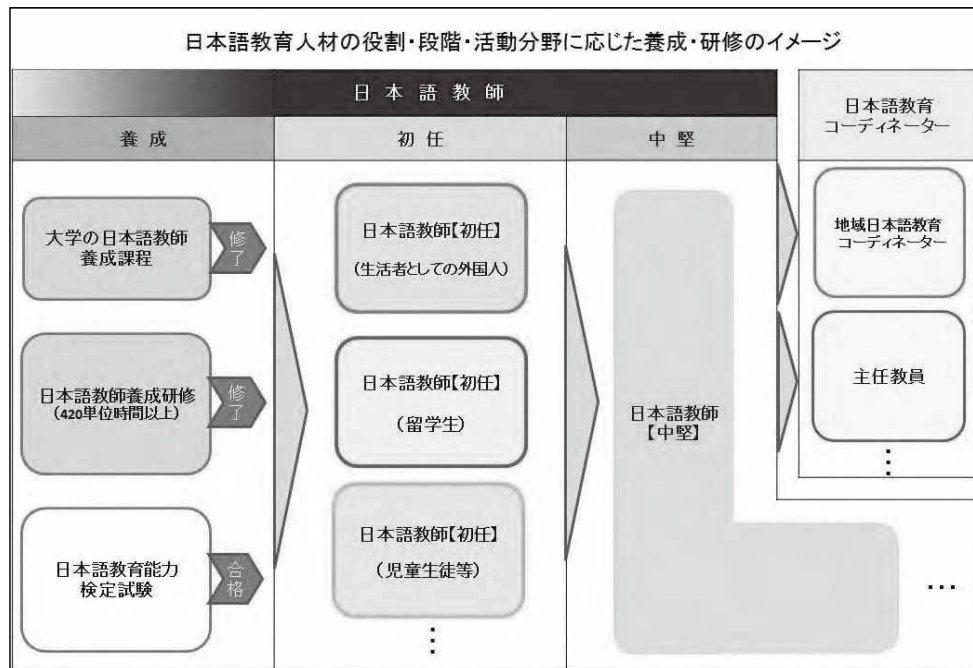 日本語教育人材の役割・段階・活動分野に応じた養成・研修のイメージ
日本語教師
日本語教育
コーディネーター
養成
初任
中堅
大学の日本語教師
養成課程
修了
日本語教師養成研修
（420単位時間以上）
修了
日本語教育能力
検定試験
合格
日本語教師【初任】
（生活者としての外国人）
日本語教師【初任】
（留学生）
日本語教師【初任】
（児童生徒等）
⋮
日本語教師
【中堅】
地域日本語教育
コーディネーター
主任教員
⋮
…